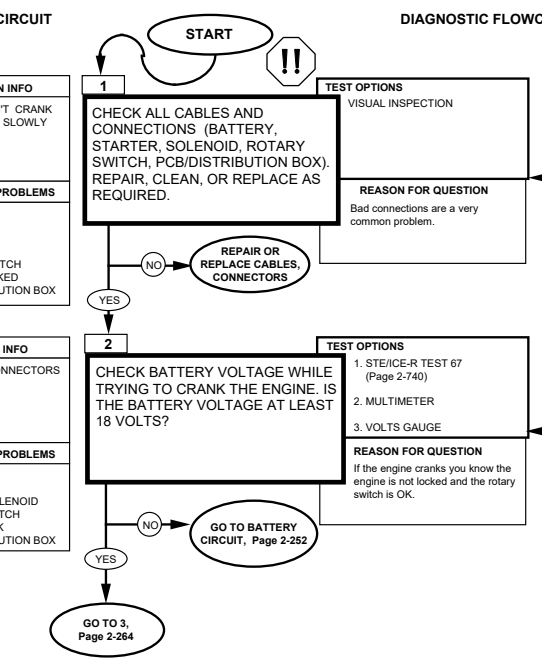 CIRCUIT
DIAGNOSTIC FLOWC
START
!!
N INFO
'T CRANK
SLOWLY
PROBLEMS
TCH
KED
UTION BOX
1
CHECK ALL CABLES AND
CONNECTIONS (BATTERY,
STARTER, SOLENOID, ROTARY
SWITCH, PCB/DISTRIBUTION BOX).
REPAIR, CLEAN, OR REPLACE AS
REQUIRED.
TEST OPTIONS
VISUAL INSPECTION
REASON FOR QUESTION
Bad connections are a very
common problem.
NO
REPAIR OR
REPLACE CABLES,
CONNECTORS
YES
INFO
NNECTORS
PROBLEMS
LENOID
TCH
K
UTION BOX
2
CHECK BATTERY VOLTAGE WHILE
TRYING TO CRANK THE ENGINE. IS
THE BATTERY VOLTAGE AT LEAST
18 VOLTS?
TEST OPTIONS
1. STE/ICE-R TEST 67
(Page 2-740)
2. MULTIMETER
3. VOLTS GAUGE
REASON FOR QUESTION
If the engine cranks you know the
engine is not locked and the rotary
switch is OK.
NO
GO TO BATTERY
CIRCUIT, Page 2-252
YES
GO TO 3,
Page 2-264